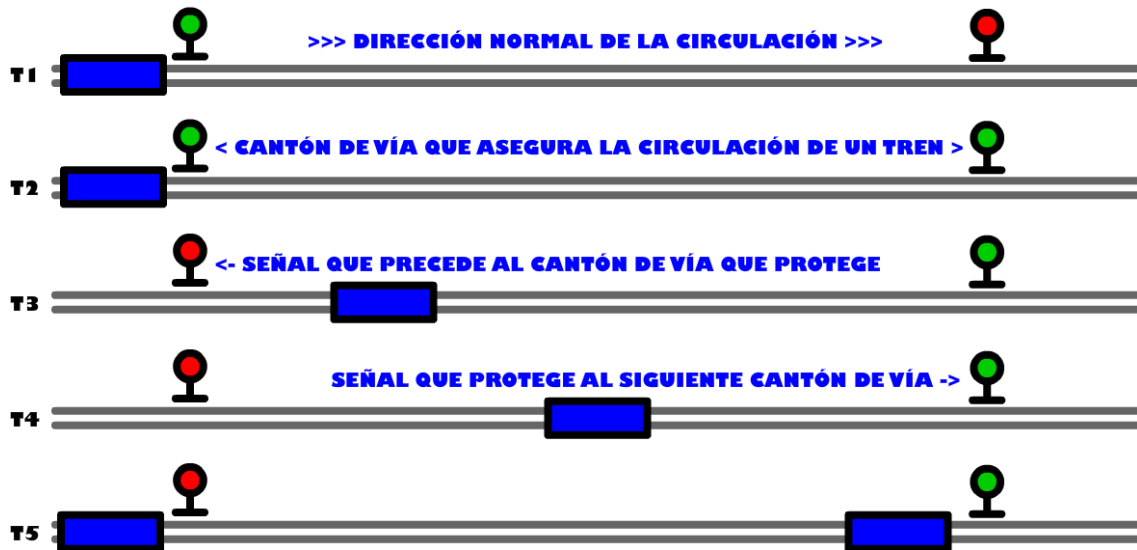 >>> DIRECCIÓN NORMAL DE LA CIRCULACIÓN >>>
T1
< CANTÓN DE VÍA QUE ASEGURA LA CIRCULACIÓN DE UN TREN >
T2
<- SEÑAL QUE PRECEDE AL CANTÓN DE VÍA QUE PROTEGE
T3
SEÑAL QUE PROTEGE AL SIGUIENTE CANTÓN DE VÍA ->
T4
T5